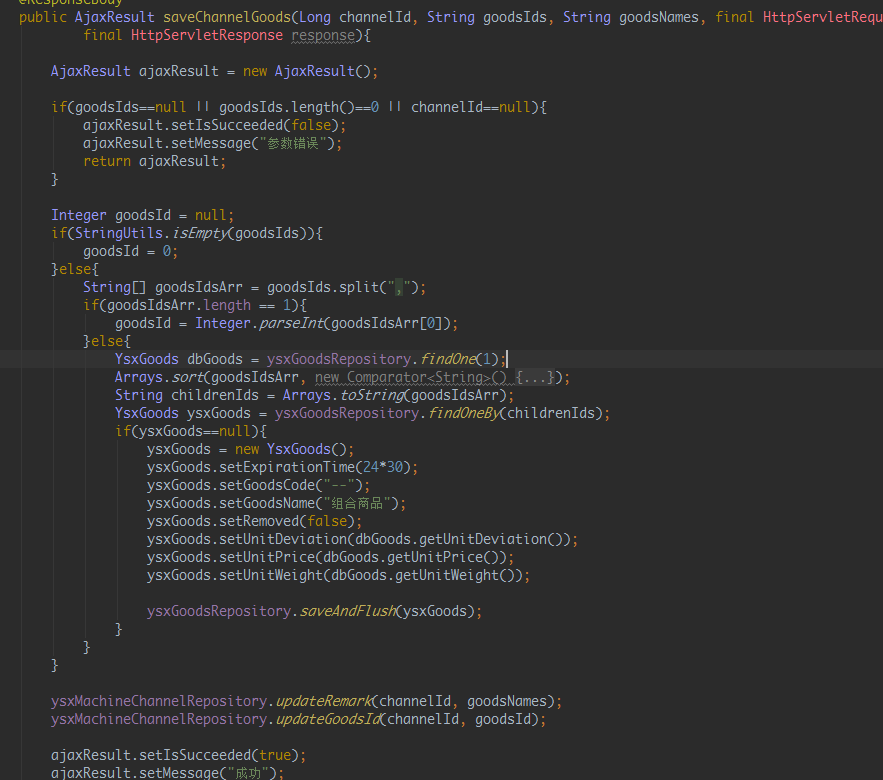 @ResponseBody
public AjaxResult saveChannelGoods(Long channelId, String goodsIds, String goodsNames, final HttpServletRequ
final HttpServletResponse response){
AjaxResult ajaxResult = new AjaxResult();
if(goodsIds==null || goodsIds.length()==0 || channelId==null){
ajaxResult.setIsSucceeded(false);
ajaxResult.setMessage("参数错误");
return ajaxResult;
}
Integer goodsId = null;
if(StringUtils.isEmpty(goodsIds)){
goodsId = 0;
}else{
String[] goodsIdsArr = goodsIds.split(",");
if(goodsIdsArr.length == 1){
goodsId = Integer.parseInt(goodsIdsArr[0]);
}else{
YsxGoods dbGoods = ysxGoodsRepository.findOne(1);
Arrays.sort(goodsIdsArr, new Comparator<String>() {...});
String childrenIds = Arrays.toString(goodsIdsArr);
YsxGoods ysxGoods = ysxGoodsRepository.findOneBy(childrenIds);
if(ysxGoods==null){
ysxGoods = new YsxGoods();
ysxGoods.setExpirationTime(24*30);
ysxGoods.setGoodsCode("--");
ysxGoods.setGoodsName("组合商品");
ysxGoods.setRemoved(false);
ysxGoods.setUnitDeviation(dbGoods.getUnitDeviation());
ysxGoods.setUnitPrice(dbGoods.getUnitPrice());
ysxGoods.setUnitWeight(dbGoods.getUnitWeight());
ysxGoodsRepository.saveAndFlush(ysxGoods);
}
}
}
ysxMachineChannelRepository.updateRemark(channelId, goodsNames);
ysxMachineChannelRepository.updateGoodsId(channelId, goodsId);
ajaxResult.setIsSucceeded(true);
ajaxResult.setMessage("成功");